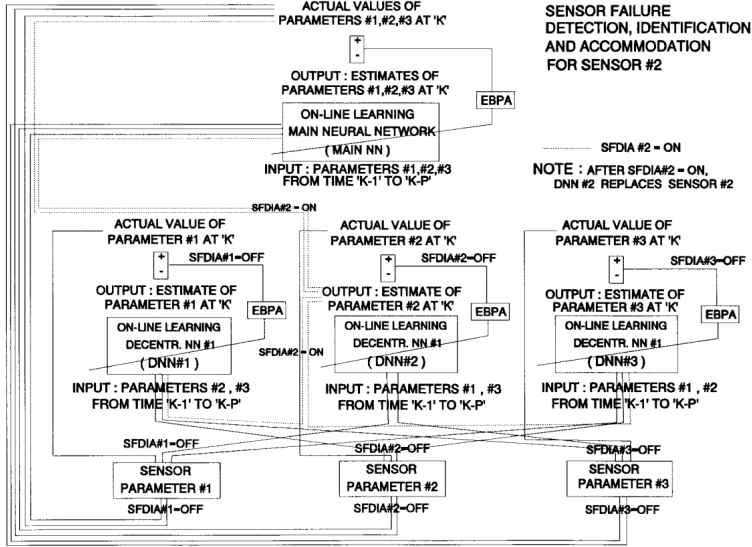 ACTUAL VALUES OF
PARAMETERS #1,#2,#3 AT 'K'
SENSOR FAILURE
DETECTION, IDENTIFICATION
AND ACCOMMODATION
FOR SENSOR #2
+
-
OUTPUT : ESTIMATES OF
PARAMETERS #1,#2,#3 AT 'K'
EBPA
ON-LINE LEARNING
MAIN NEURAL NETWORK
( MAIN NN )
INPUT : PARAMETERS #1,#2,#3
FROM TIME 'K-1' TO 'K-P'
SFDIA #2 = ON
NOTE : AFTER SFDIA#2 = ON,
DNN #2 REPLACES SENSOR #2
SFDIA#2 = ON
ACTUAL VALUE OF
PARAMETER #1 AT 'K'
+
-
SFDIA#1=OFF
OUTPUT : ESTIMATE OF
PARAMETER #1 AT 'K'
EBPA
ON-LINE LEARNING
DECENTR. NN #1
( DNN#1 )
INPUT : PARAMETERS #2 , #3
FROM TIME 'K-1' TO 'K-P'
ACTUAL VALUE OF
PARAMETER #2 AT 'K'
+
-
SFDIA#2=OFF
OUTPUT : ESTIMATE OF
PARAMETER #2 AT 'K'
EBPA
SFDIA#2 = ON
ON-LINE LEARNING
DECENTR. NN #1
( DNN#2 )
INPUT : PARAMETERS #1 , #3
FROM TIME 'K-1' TO 'K-P'
ACTUAL VALUE OF
PARAMETER #3 AT 'K'
+
-
SFDIA#3=OFF
OUTPUT : ESTIMATE OF
PARAMETER #3 AT 'K'
EBPA
ON-LINE LEARNING
DECENTR. NN #1
( DNN#3 )
INPUT : PARAMETERS #1 , #2
FROM TIME 'K-1' TO 'K-P'
SFDIA#1=OFF
SENSOR
PARAMETER #1
SFDIA#1=OFF
SFDIA#2=OFF
SENSOR
PARAMETER #2
SFDIA#2=OFF
SFDIA#3=OFF
SENSOR
PARAMETER #3
SFDIA#3=OFF